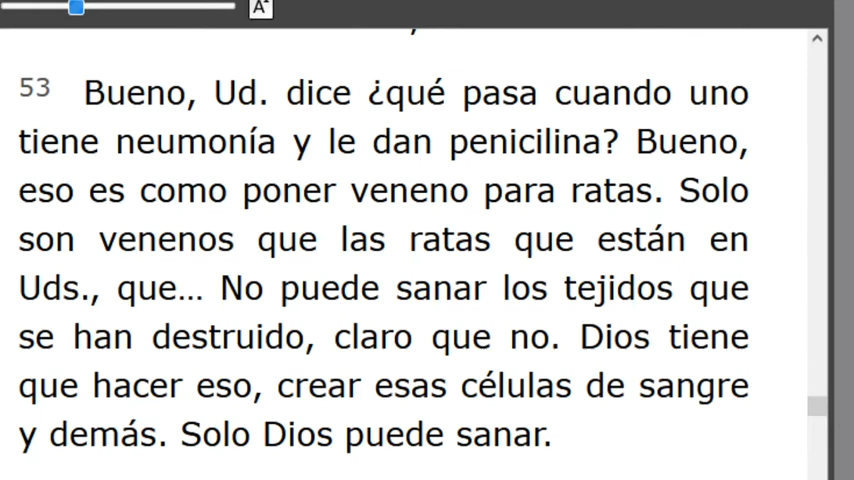 A
53 Bueno, Ud. dice ¿qué pasa cuando uno
tiene neumonía y le dan penicilina? Bueno,
eso es como poner veneno para ratas. Solo
son venenos que las ratas que están en
Uds., que... No puede sanar los tejidos que
se han destruido, claro que no. Dios tiene
que hacer eso, crear esas células de sangre
y demás. Solo Dios puede sanar.